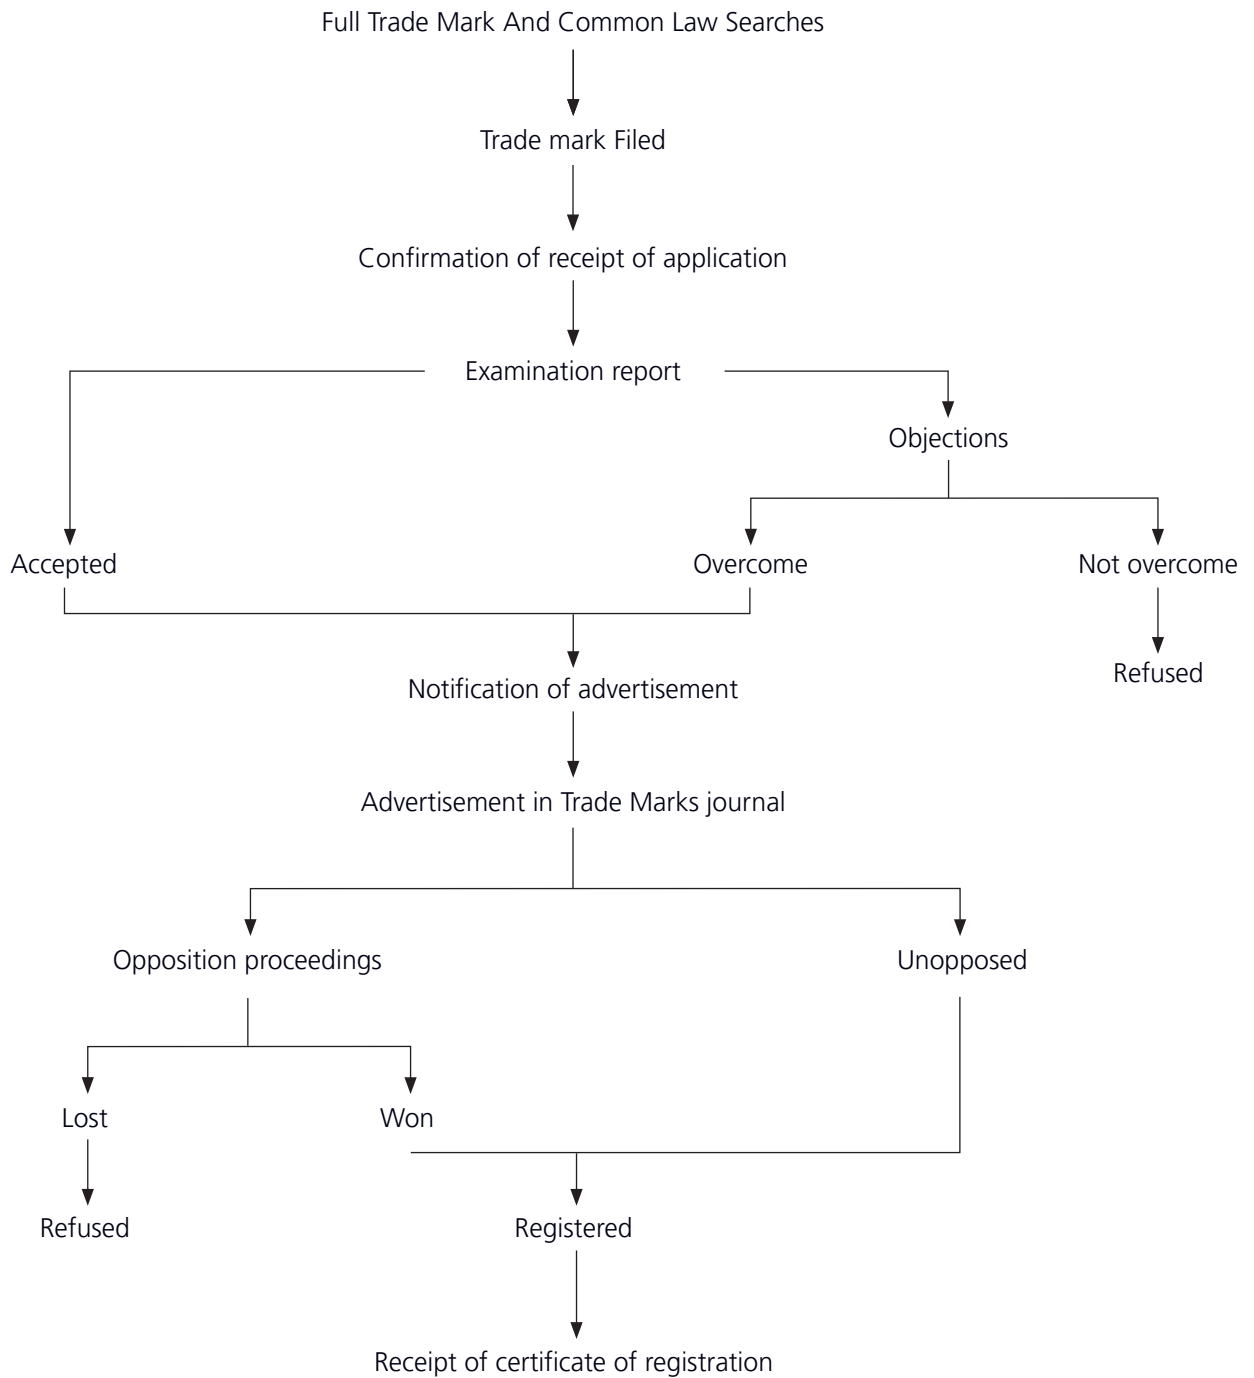 Full Trade Mark And Common Law Searches
Trade mark Filed
Confirmation of receipt of application
Examination report
Objections
Accepted
Overcome
Not overcome
Refused
Notification of advertisement
Advertisement in Trade Marks journal
Opposition proceedings
Unopposed
Lost
Won
Refused
Registered
Receipt of certificate of registration